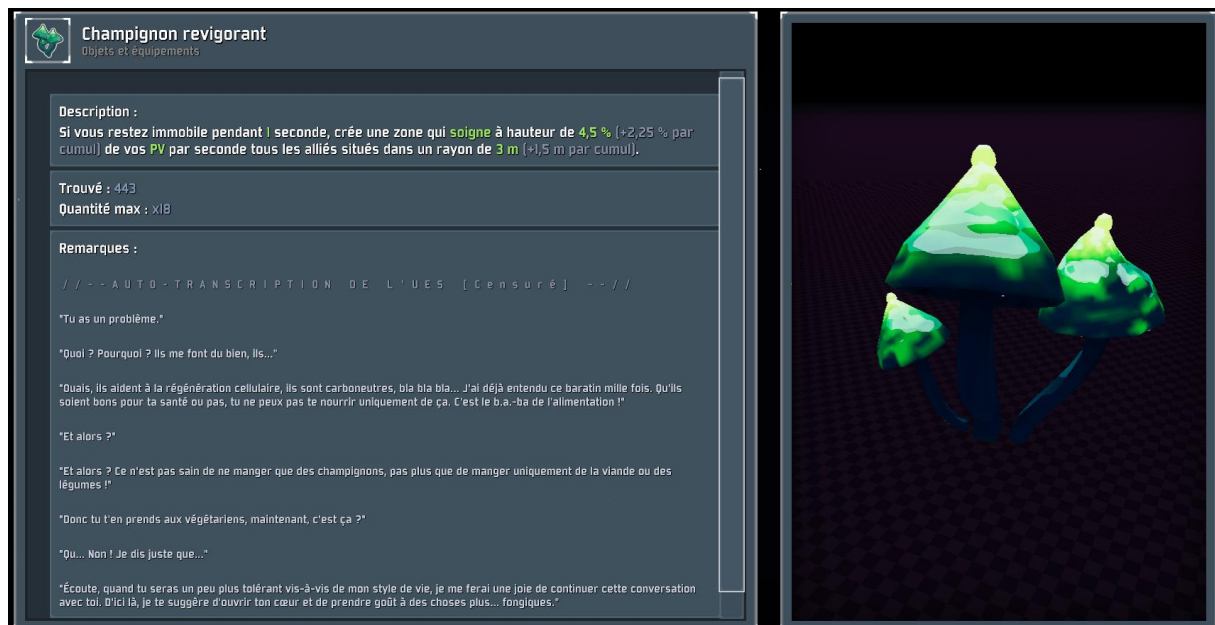 Champignon revigorant
Objets et équipements
Description :
Si vous restez immobile pendant 1 seconde, crée une zone qui soigne à hauteur de 4,5 % (+2,25 % par
cumul) de vos PV par seconde tous les alliés situés dans un rayon de 3 m (+1,5 m par cumul).
Trouvé : 443
Quantité max : x18
Remarques :
//--AUTO-TRANSCRIPTION DE L'UES [Censuré] --//
"Tu as un problème."
"Quoi ? Pourquoi ? Ils me font du bien, ils..."
"Ouais, ils aident à la régénération cellulaire, ils sont carboneutres, bla bla bla... J'ai déjà entendu ce baratin mille fois. Qu'ils
soient bons pour ta santé ou pas, tu ne peux pas te nourrir uniquement de ça. C'est le b.a.-ba de l'alimentation !"
"Et alors ?"
"Et alors ? Ce n'est pas sain de ne manger que des champignons, pas plus que de manger uniquement de la viande ou des
légumes !"
"Donc tu t'en prends aux végétariens, maintenant, c'est ça ?"
"Qu... Non ! Je dis juste que..."
"Écoute, quand tu seras un peu plus tolérant vis-à-vis de mon style de vie, je me ferai une joie de continuer cette conversation
avec toi. D'ici là, je te suggère d'ouvrir ton cœur et de prendre goût à des choses plus... fongiques."